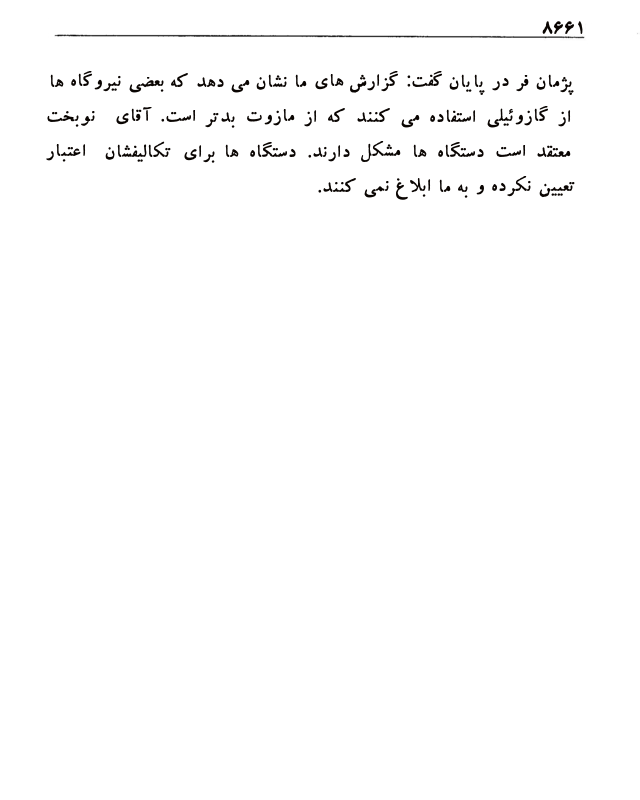 ۸۶۶۱
پژمان فر در پایان گفت: گزارش های ما نشان می دهد که بعضی نیروگاه ها
از گازوئیلی استفاده می کنند که از مازوت بدتر است. آقای نوبخت
معتقد است دستگاه ها مشکل دارند. دستگاه ها برای تکالیفشان اعتبار
تعیین نکرده و به ما ابلاغ نمی کنند.